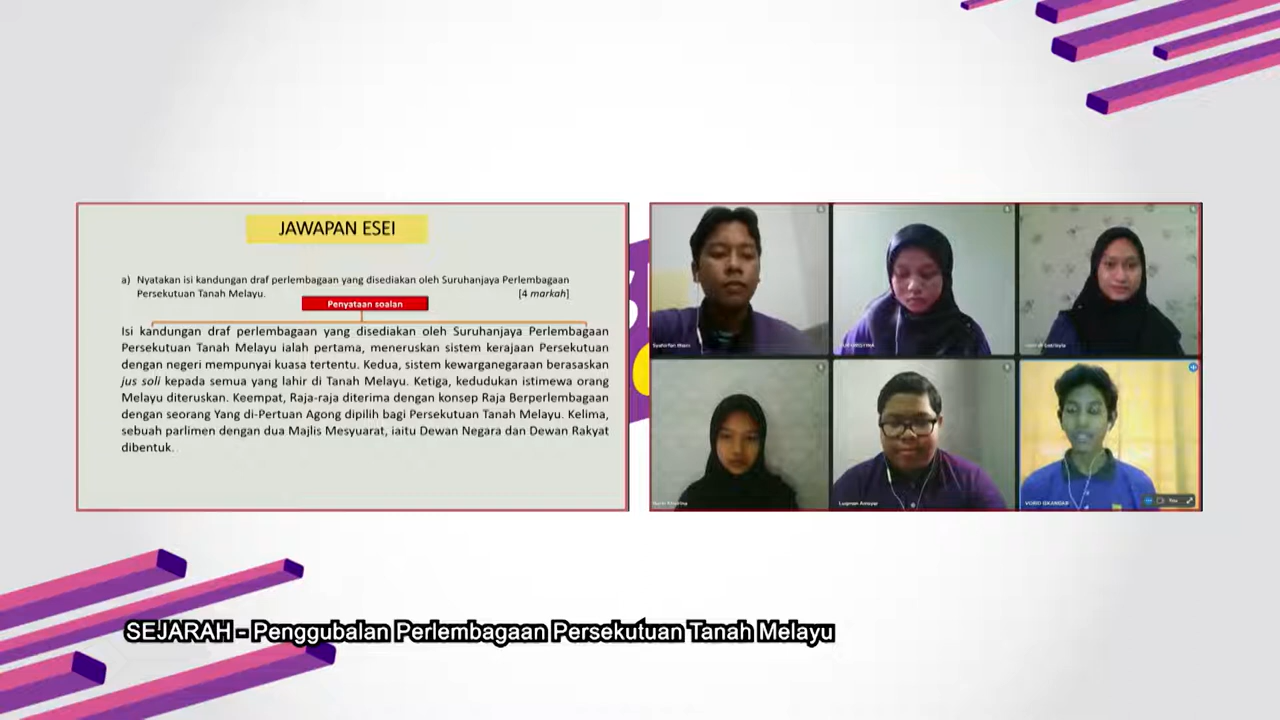 JAWAPAN ESEI
a) Nyatakan isi kandungan draf perlembagaan yang disediakan oleh Suruhanjaya Perlembagaan
Persekutuan Tanah Melayu. [4 markah]
Penyataan soalan
Isi kandungan draf perlembagaan yang disediakan oleh Suruhanjaya Perlembagaan
Persekutuan Tanah Melayu ialah pertama, meneruskan sistem kerajaan Persekutuan
dengan negeri mempunyai kuasa tertentu. Kedua, sistem kewarganegaraan berasaskan
jus soli kepada semua yang lahir di Tanah Melayu. Ketiga, kedudukan istimewa orang
Melayu diteruskan. Keempat, Raja-raja diterima dengan konsep Raja Berperlembagaan
dengan seorang Yang di-Pertuan Agong dipilih bagi Persekutuan Tanah Melayu. Kelima,
sebuah parlimen dengan dua Majlis Mesyuarat, iaitu Dewan Negara dan Dewan Rakyat
dibentuk.
You
SEJARAH - Penggubalan Perlembagaan Persekutuan Tanah Melayu